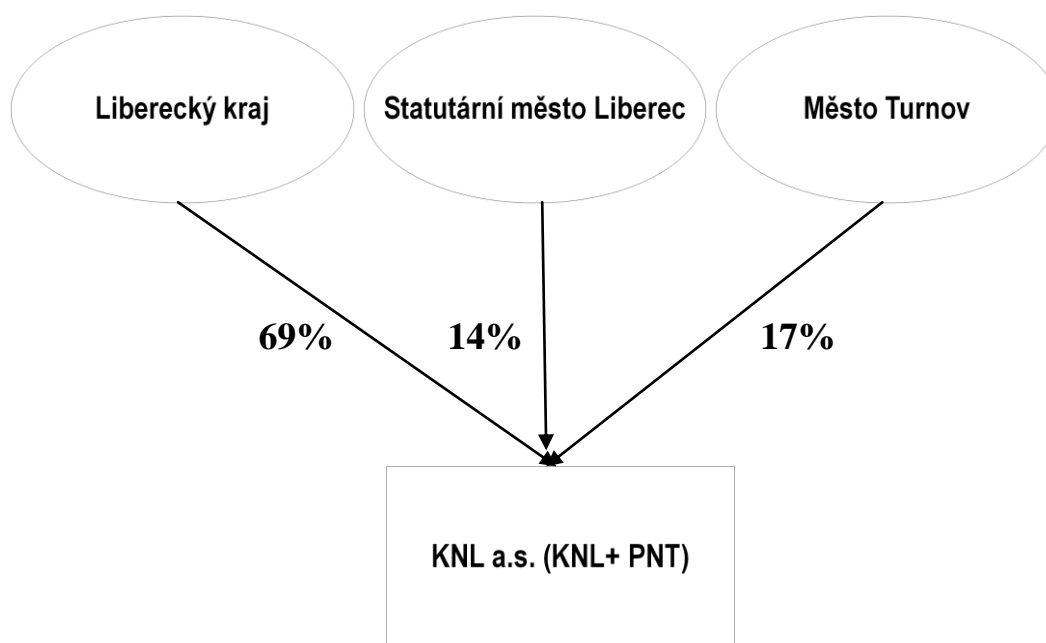 Liberecký kraj
Statutární město Liberec
Město Turnov
69%
14%
17%
KNL a.s. (KNL+ PNT)